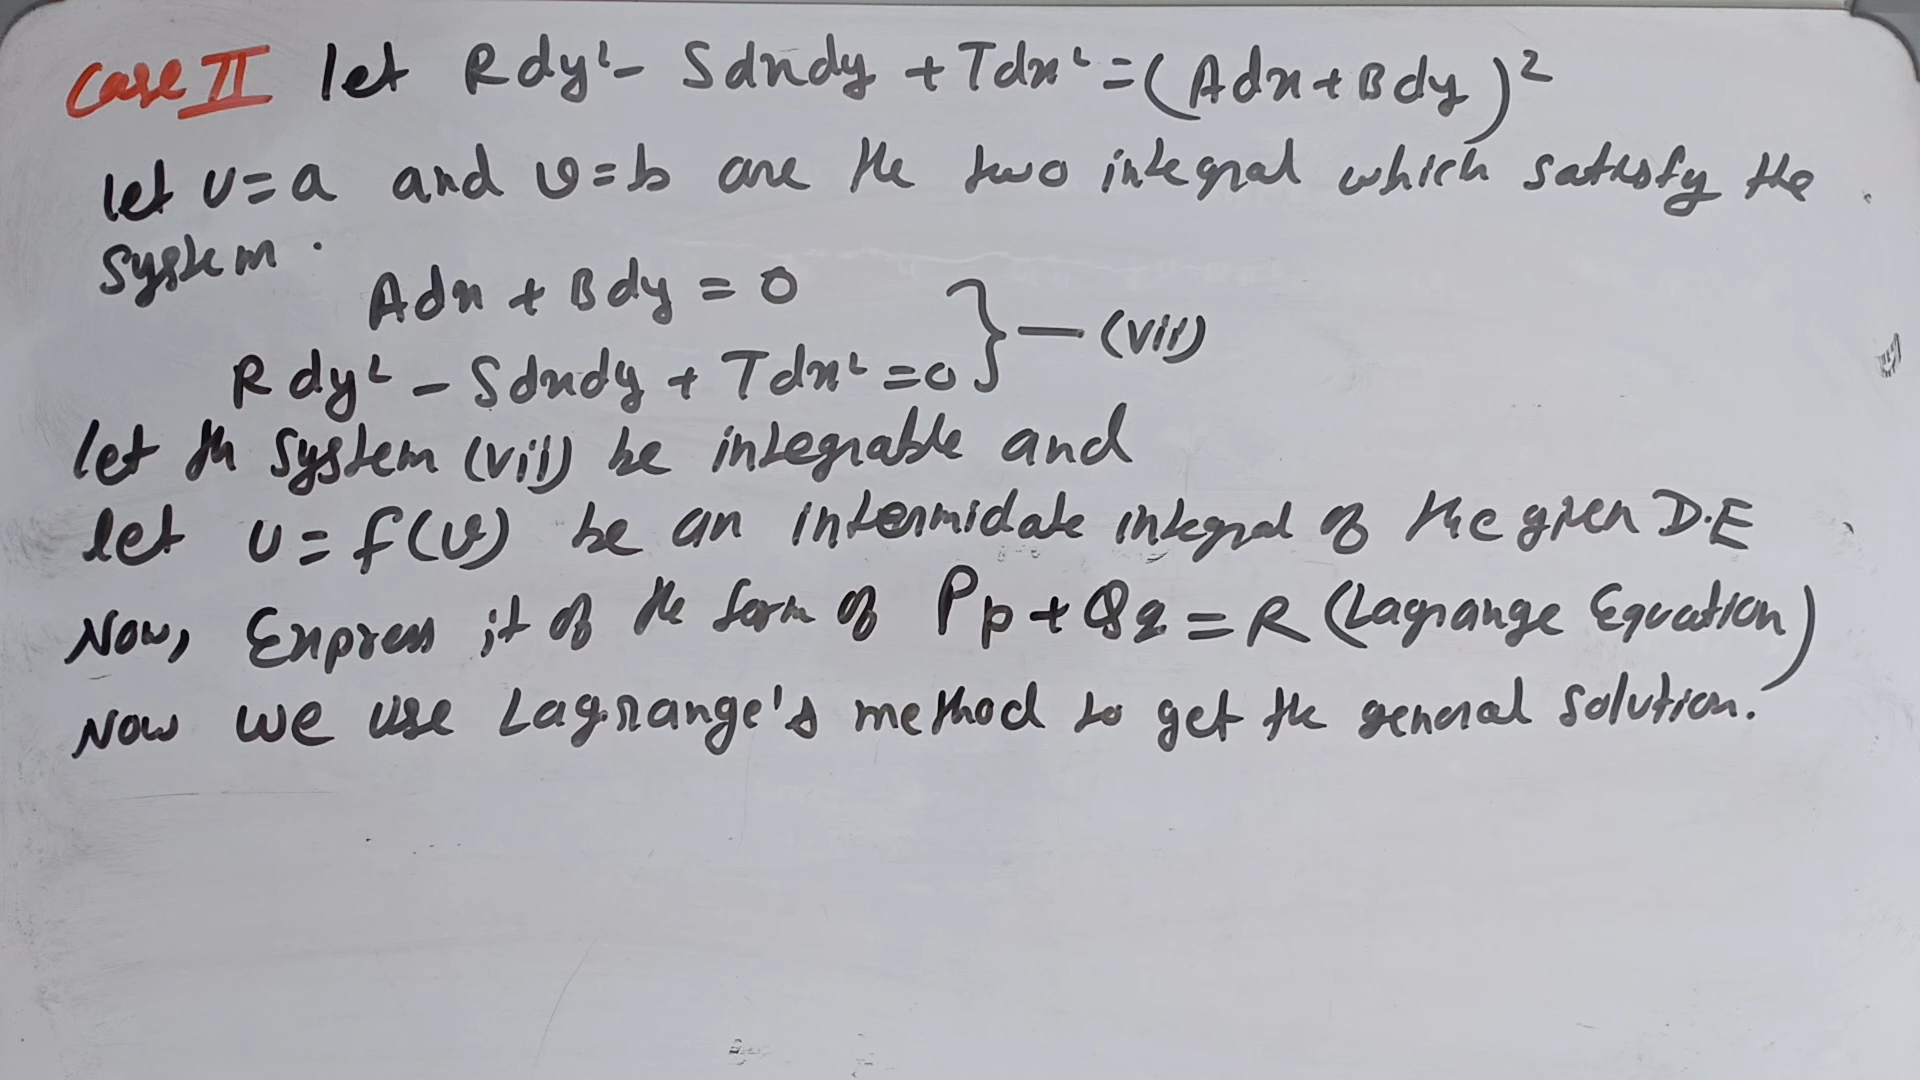 Case II let Rdy² - Sdxdy + Tdx² = (Adx + Bdy)²
let u = a and v = b are the two integral which satisfy the
system.
Adx + Bdy = 0
Rdy² - Sdxdy + Tdx² = 0 } — (vii)
let th system (vii) be integrable and
let u = f(v) be an intermidate integral of the given D.E
Now, Express it of the form of Pp + Qq = R (Lagrange Equation)
Now we use Lagrange's method to get the general solution.